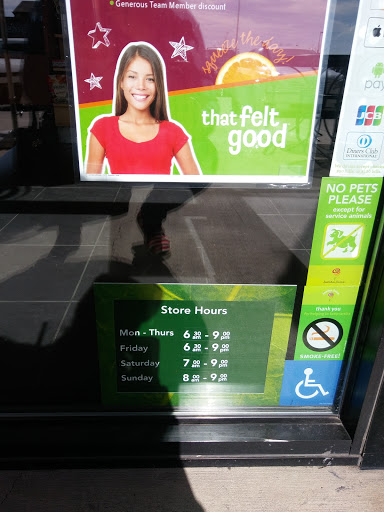 Generous Team Member discount
squeeze the day!
that felt
good
pay
JCB
Diners Club
INTERNATIONAL
NO PETS
PLEASE
except for
service animals
thank you
SMOKE-FREE!
Store Hours
Mon - Thurs 6 30 am - 9 00 pm
Friday 6 30 am - 9 00 pm
Saturday 7 00 am - 9 00 pm
Sunday 8 00 am - 9 00 pm